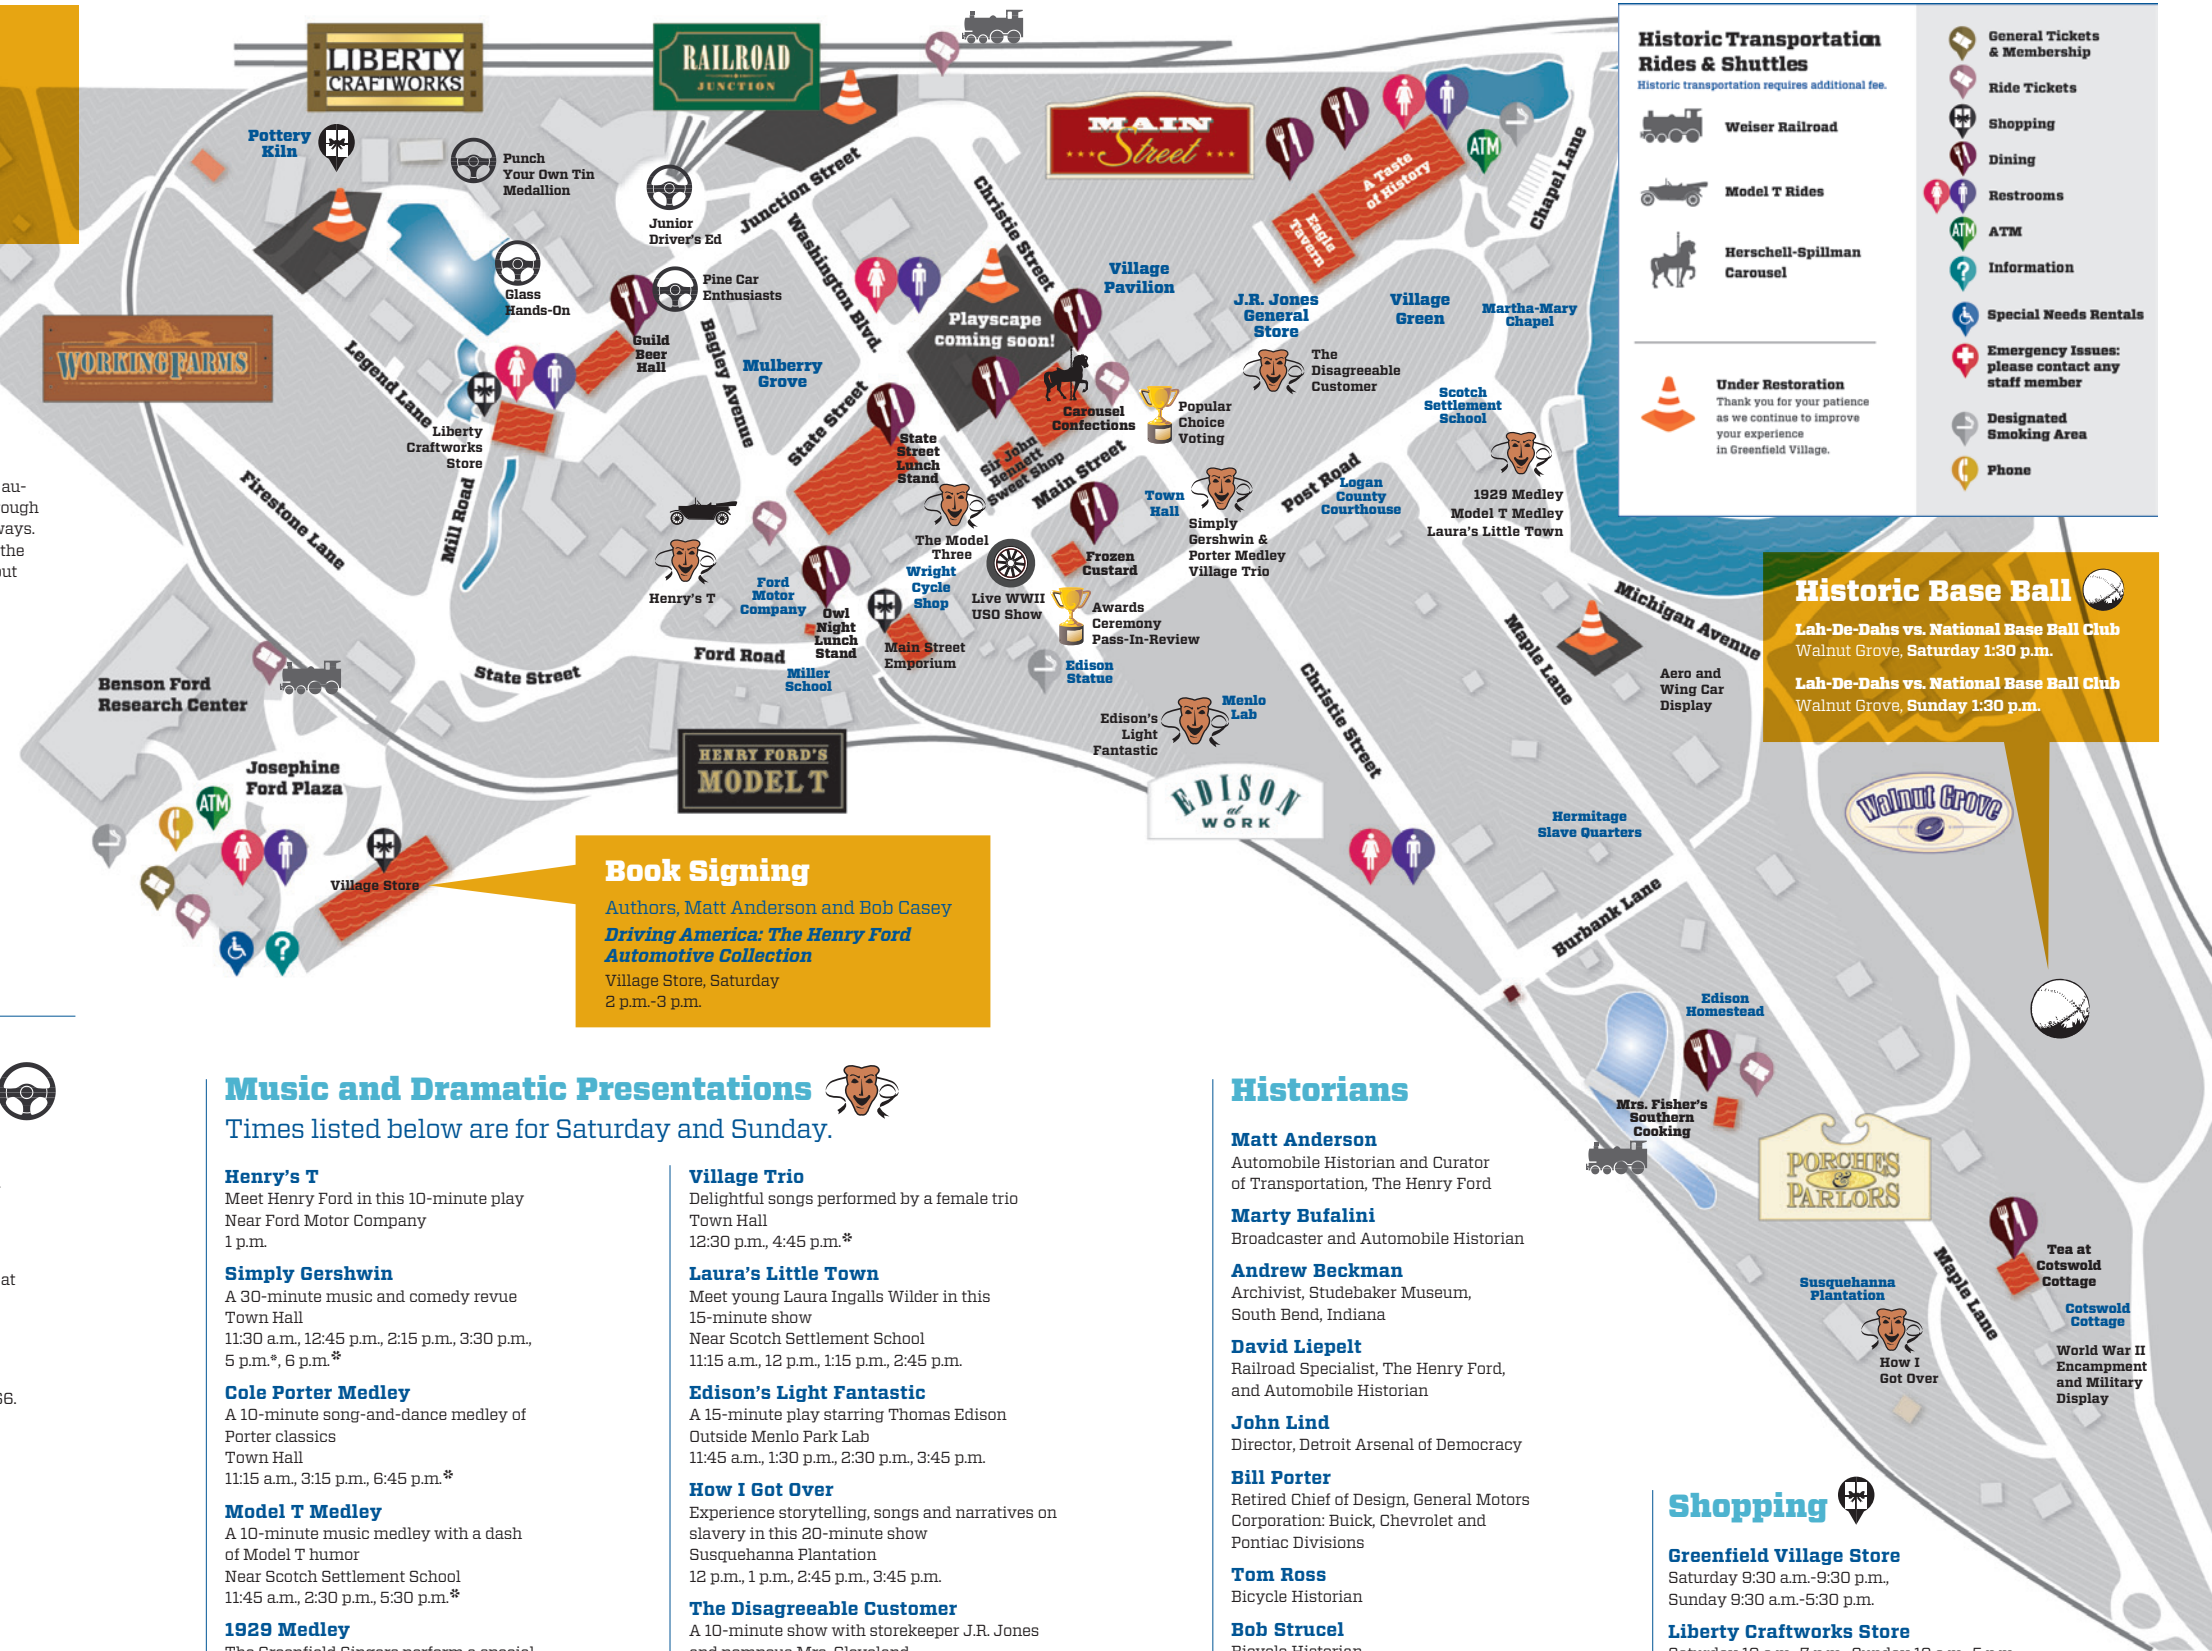 LIBERTY
CRAFTWORKS
RAILROAD
JUNCTION
MAIN
Street
WORKING FARMS
HENRY FORD'S
MODEL T
EDISON
at
WORK
Walnut Grove
PORCHES
&
PARLORS
Historic Transportation
Rides & Shuttles
Historic transportation requires additional fee.
Weiser Railroad
Model T Rides
Herschell-Spillman
Carousel
Under Restoration
Thank you for your patience
as we continue to improve
your experience
in Greenfield Village.
General Tickets
& Membership
Ride Tickets
Shopping
Dining
Restrooms
ATM
ATM
Information
Special Needs Rentals
Emergency Issues:
please contact any
staff member
Designated
Smoking Area
Phone
Pottery
Kiln
Punch
Your Own Tin
Medallion
Junior
Driver's Ed
Junction Street
Washington Blvd.
Christie Street
Chapel Lane
A Taste
of History
Eagle
Tavern
ATM
Glass
Hands-On
Pine Car
Enthusiasts
Guild
Beer
Hall
Bagley Avenue
Mulberry
Grove
Playscape
coming soon!
Village
Pavilion
J.R. Jones
General
Store
Village
Green
Martha-Mary
Chapel
The
Disagreeable
Customer
Legend Lane
Liberty
Craftworks
Store
State Street
State
Street
Lunch
Stand
Carousel
Confections
Popular
Choice
Voting
Sir John
Bennett
Sweet Shop
Main Street
Scotch
Settlement
School
Firestone Lane
Mill Road
The Model
Three
Town
Hall
Simply
Gershwin &
Porter Medley
Village Trio
Post Road
Logan
County
Courthouse
1929 Medley
Model T Medley
Laura's Little Town
Henry's T
Ford
Motor
Company
Owl
Night
Lunch
Stand
Wright
Cycle
Shop
Main Street
Emporium
Live WWII
USO Show
Frozen
Custard
Awards
Ceremony
Pass-In-Review
Edison
Statue
Ford Road
Miller
School
State Street
Edison's
Light
Fantastic
Menlo
Lab
Christie Street
Maple Lane
Michigan Avenue
Aero and
Wing Car
Display
Historic Base Ball
Lah-De-Dahs vs. National Base Ball Club
Walnut Grove, Saturday 1:30 p.m.
Lah-De-Dahs vs. National Base Ball Club
Walnut Grove, Sunday 1:30 p.m.
Benson Ford
Research Center
Josephine
Ford Plaza
ATM
Village Store
Hermitage
Slave Quarters
Burbank Lane
Edison
Homestead
Mrs. Fisher's
Southern
Cooking
Maple Lane
Susquehanna
Plantation
How I
Got Over
Tea at
Cotswold
Cottage
Cotswold
Cottage
World War II
Encampment
and Military
Display
Book Signing
Authors, Matt Anderson and Bob Casey
Driving America: The Henry Ford
Automotive Collection
Village Store, Saturday
2 p.m.-3 p.m.
au-
ough
ways.
the
out
at
66.
Music and Dramatic Presentations
Times listed below are for Saturday and Sunday.
Henry's T
Meet Henry Ford in this 10-minute play
Near Ford Motor Company
1 p.m.
Simply Gershwin
A 30-minute music and comedy revue
Town Hall
11:30 a.m., 12:45 p.m., 2:15 p.m., 3:30 p.m.,
5 p.m.*, 6 p.m.*
Cole Porter Medley
A 10-minute song-and-dance medley of
Porter classics
Town Hall
11:15 a.m., 3:15 p.m., 6:45 p.m.*
Model T Medley
A 10-minute music medley with a dash
of Model T humor
Near Scotch Settlement School
11:45 a.m., 2:30 p.m., 5:30 p.m.*
1929 Medley
The Greenfield Singers perform a special
Village Trio
Delightful songs performed by a female trio
Town Hall
12:30 p.m., 4:45 p.m.*
Laura's Little Town
Meet young Laura Ingalls Wilder in this
15-minute show
Near Scotch Settlement School
11:15 a.m., 12 p.m., 1:15 p.m., 2:45 p.m.
Edison's Light Fantastic
A 15-minute play starring Thomas Edison
Outside Menlo Park Lab
11:45 a.m., 1:30 p.m., 2:30 p.m., 3:45 p.m.
How I Got Over
Experience storytelling, songs and narratives on
slavery in this 20-minute show
Susquehanna Plantation
12 p.m., 1 p.m., 2:45 p.m., 3:45 p.m.
The Disagreeable Customer
A 10-minute show with storekeeper J.R. Jones
and pompous Mrs. Cleveland
Historians
Matt Anderson
Automobile Historian and Curator
of Transportation, The Henry Ford
Marty Bufalini
Broadcaster and Automobile Historian
Andrew Beckman
Archivist, Studebaker Museum,
South Bend, Indiana
David Liepelt
Railroad Specialist, The Henry Ford,
and Automobile Historian
John Lind
Director, Detroit Arsenal of Democracy
Bill Porter
Retired Chief of Design, General Motors
Corporation: Buick, Chevrolet and
Pontiac Divisions
Tom Ross
Bicycle Historian
Bob Strucel
Bicycle Historian
Shopping
Greenfield Village Store
Saturday 9:30 a.m.-9:30 p.m.,
Sunday 9:30 a.m.-5:30 p.m.
Liberty Craftworks Store